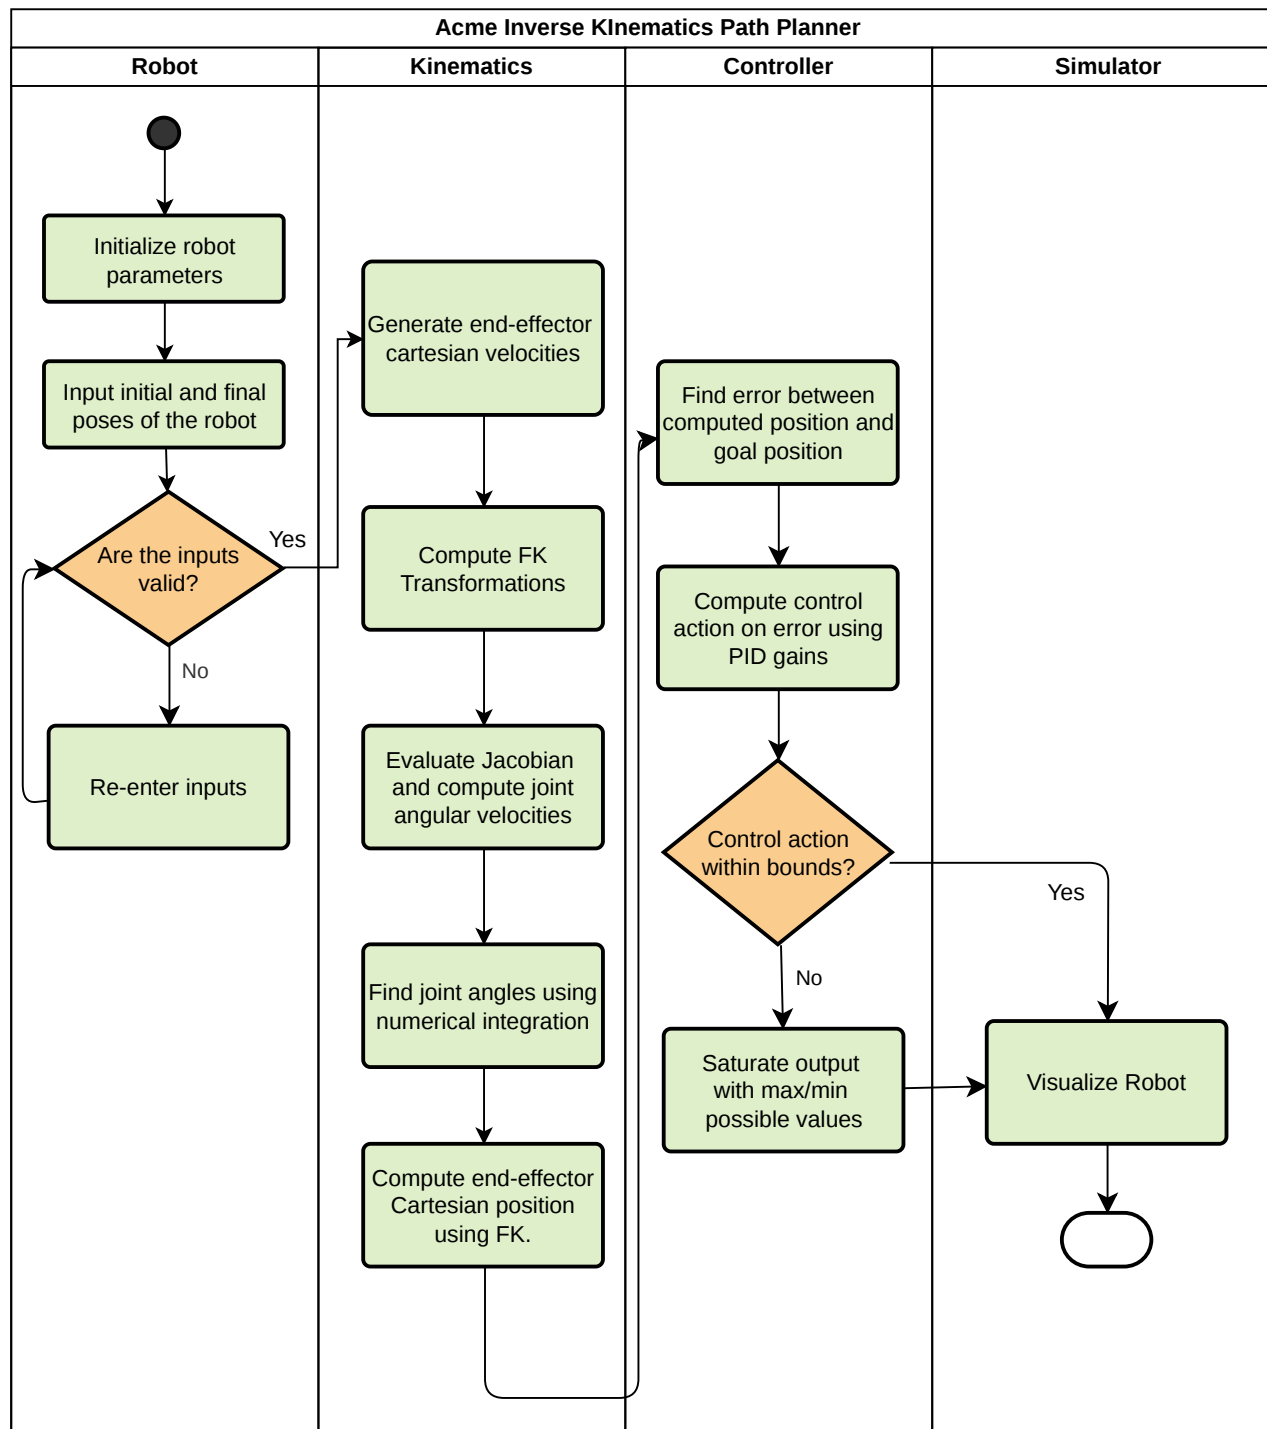 Acme Inverse KInematics Path Planner
Robot
Kinematics
Controller
Simulator
Initialize robot
parameters
Input initial and final
poses of the robot
Are the inputs
valid?
Yes
No
Re-enter inputs
Generate end-effector
cartesian velocities
Compute FK
Transformations
Evaluate Jacobian
and compute joint
angular velocities
Find joint angles using
numerical integration
Compute end-effector
Cartesian position
using FK.
Find error between
computed position and
goal position
Compute control
action on error using
PID gains
Control action
within bounds?
Yes
No
Saturate output
with max/min
possible values
Visualize Robot